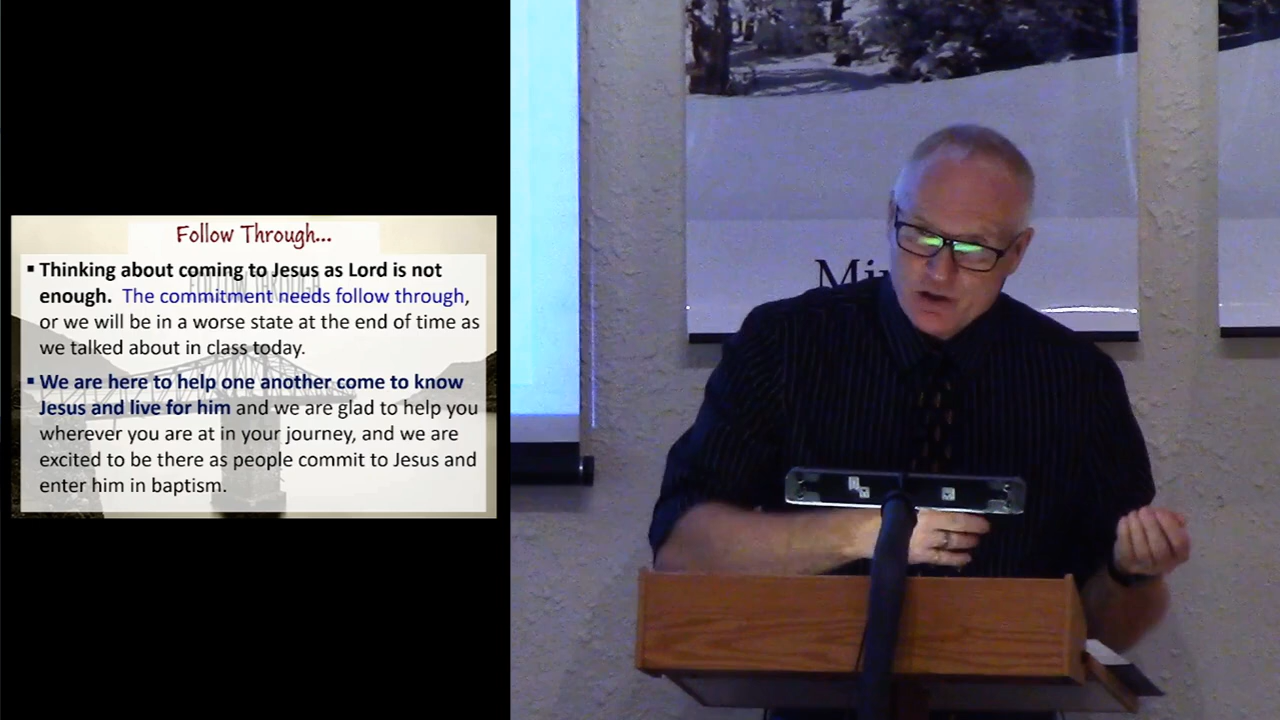 Follow Through...
▪ Thinking about coming to Jesus as Lord is not
enough.  The commitment needs follow through,
or we will be in a worse state at the end of time as
we talked about in class today.
▪ We are here to help one another come to know
Jesus and live for him and we are glad to help you
wherever you are at in your journey, and we are
excited to be there as people commit to Jesus and
enter him in baptism.
FOLLOW THROUGH